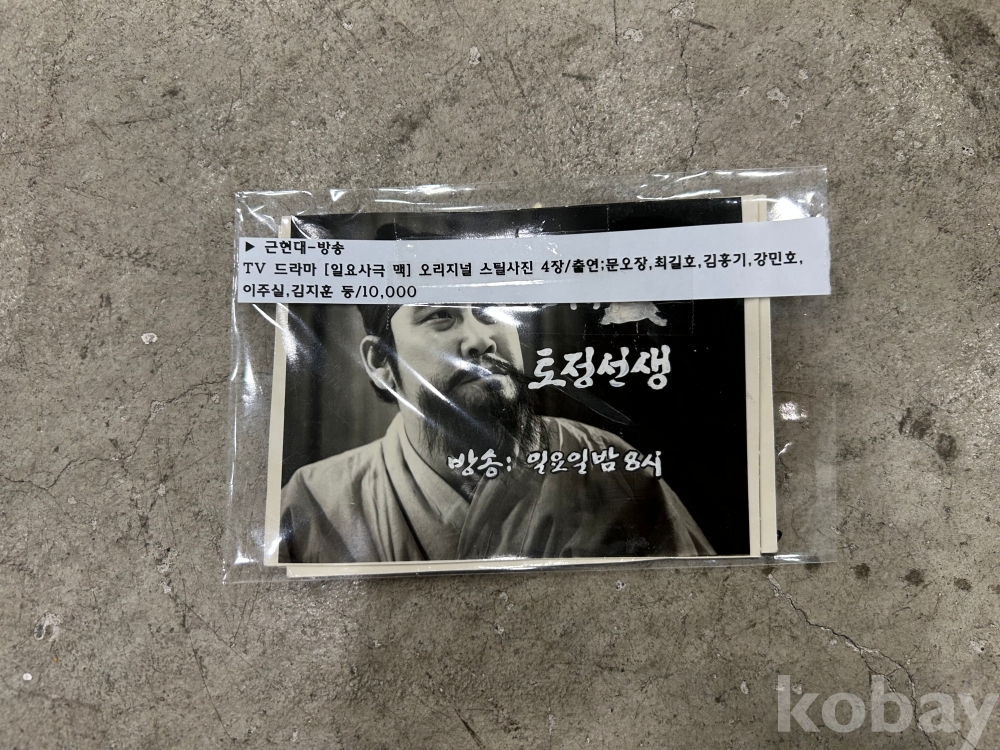 ▶ 근현대-방송
TV 드라마 [일요사극 맥] 오리지널 스틸사진 4장/출연;문오장,최길호,김흥기,강민호,
이주실,김지훈 등/10,000
토정선생
방송: 일요일밤 8시
kobay